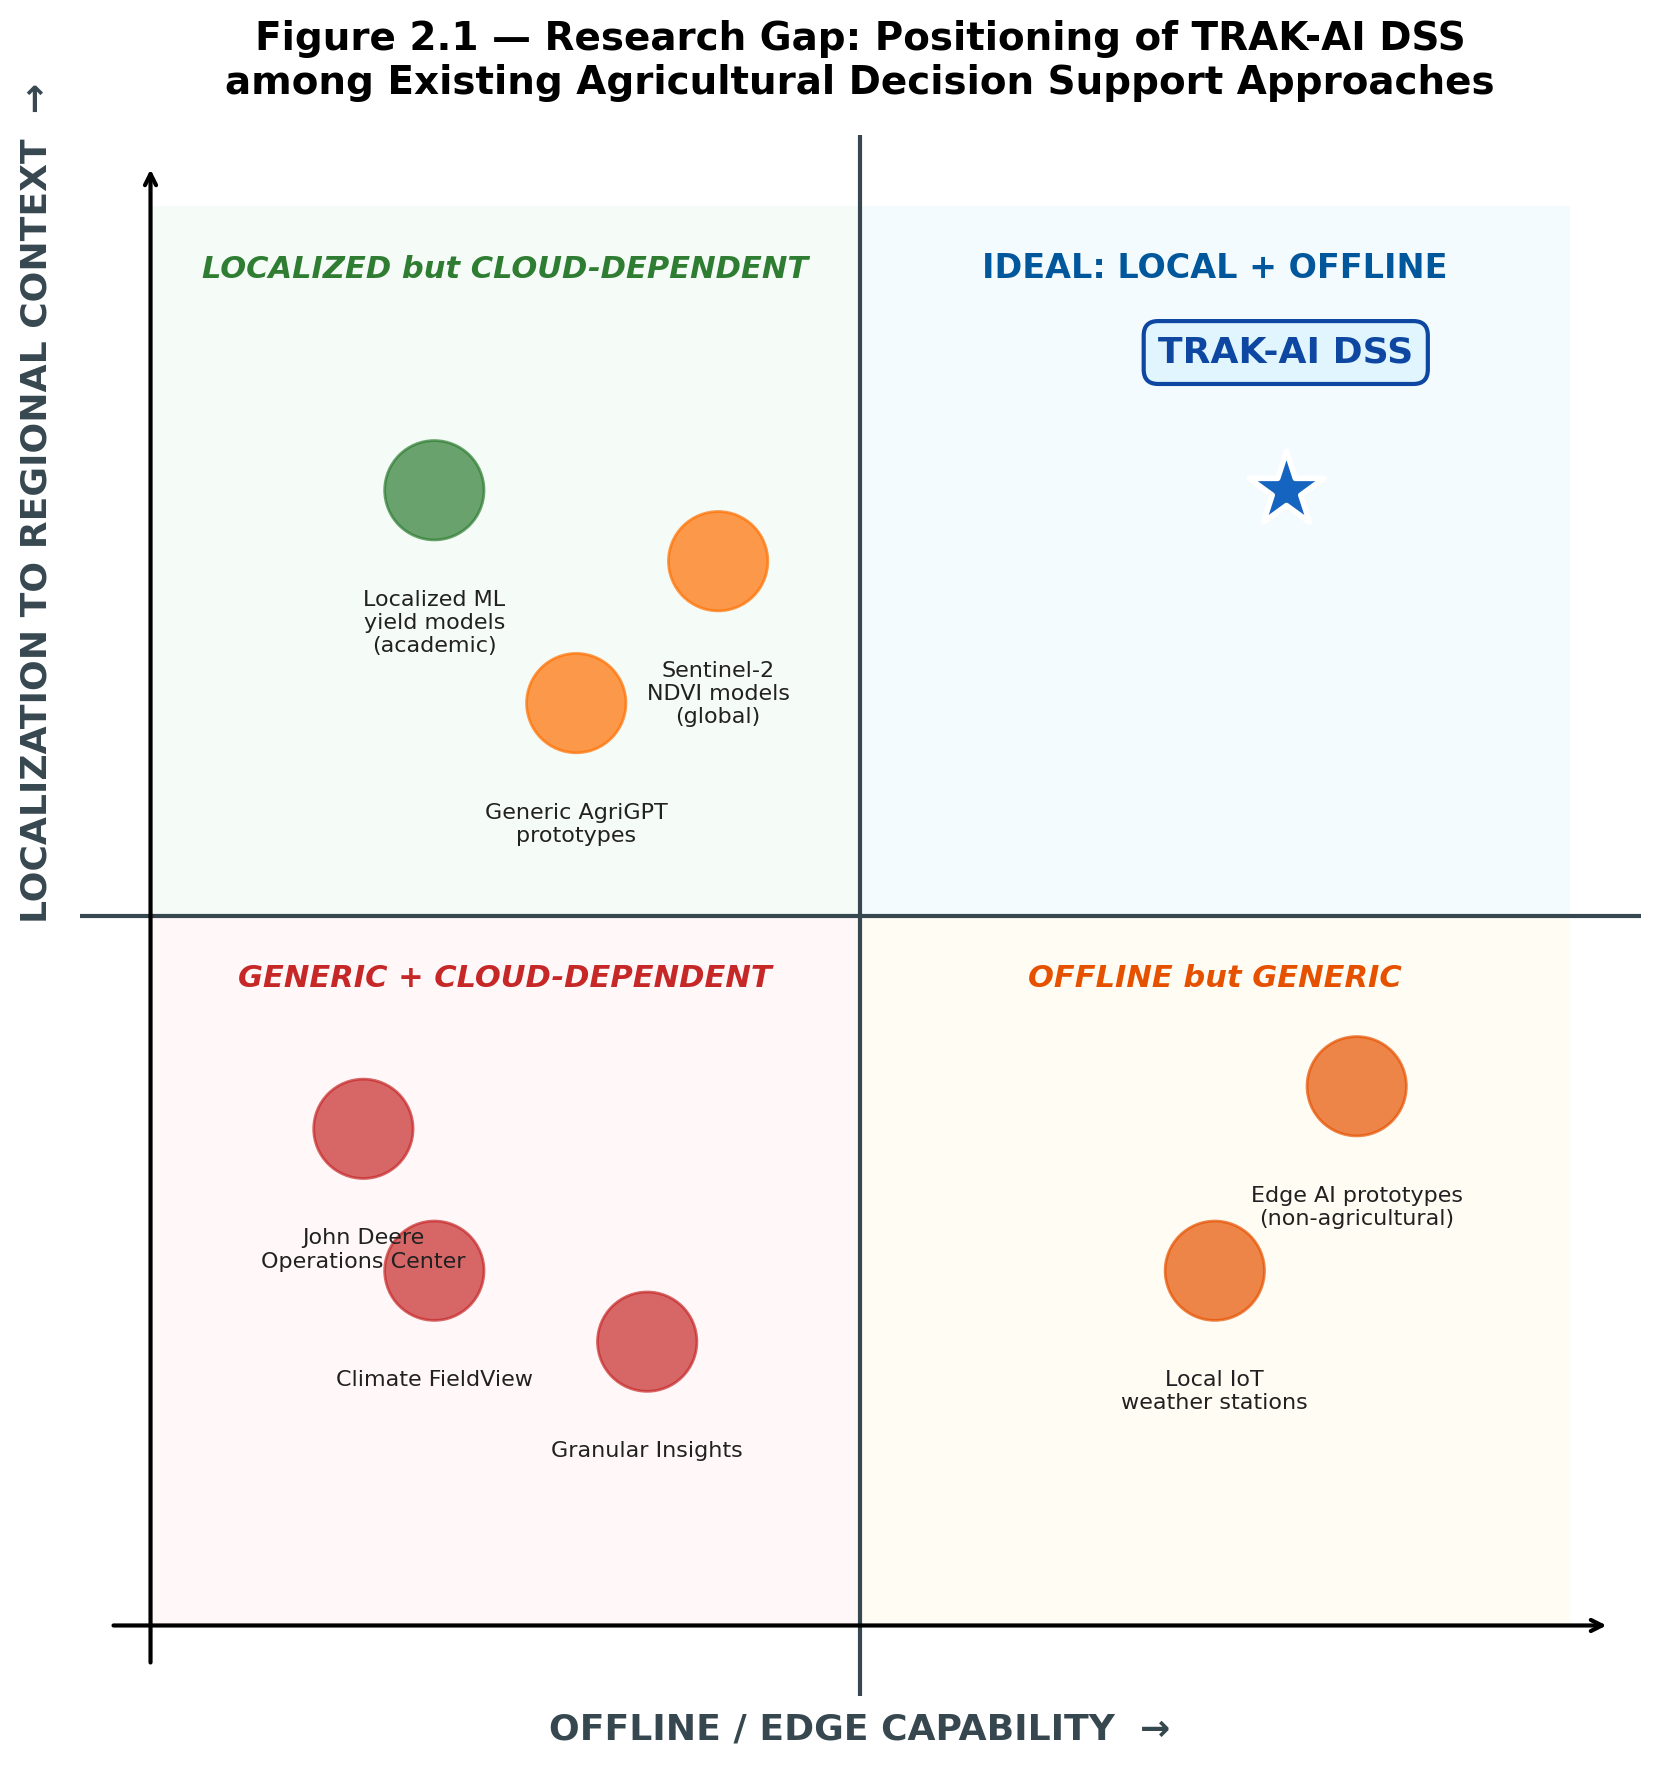 Figure 2.1 — Research Gap: Positioning of TRAK-AI DSS
among Existing Agricultural Decision Support Approaches
LOCALIZATION TO REGIONAL CONTEXT →
LOCALIZED but CLOUD-DEPENDENT
IDEAL: LOCAL + OFFLINE
TRAK-AI DSS
Localized ML
yield models
(academic)
Sentinel-2
NDVI models
(global)
Generic AgriGPT
prototypes
GENERIC + CLOUD-DEPENDENT
OFFLINE but GENERIC
John Deere
Operations Center
Climate FieldView
Granular Insights
Edge AI prototypes
(non-agricultural)
Local IoT
weather stations
OFFLINE / EDGE CAPABILITY →